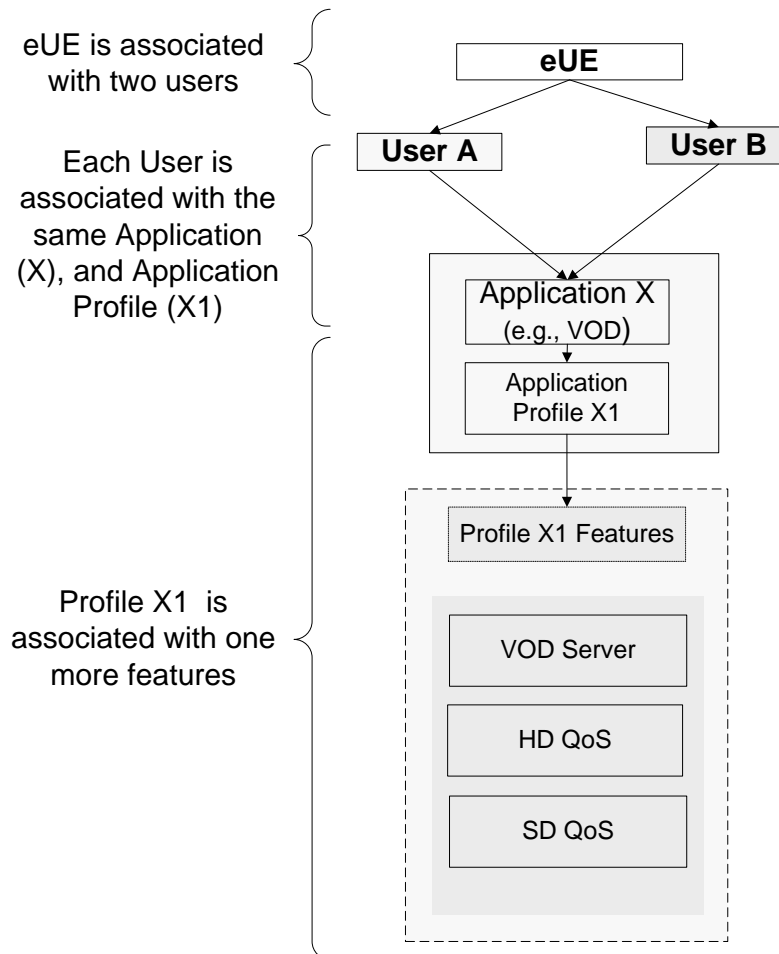 eUE is associated
with two users
eUE
User A
User B
Each User is
associated with the
same Application
(X), and Application
Profile (X1)
Application X
(e.g., VOD)
Application
Profile X1
Profile X1 Features
Profile X1 is
associated with one
more features
VOD Server
HD QoS
SD QoS